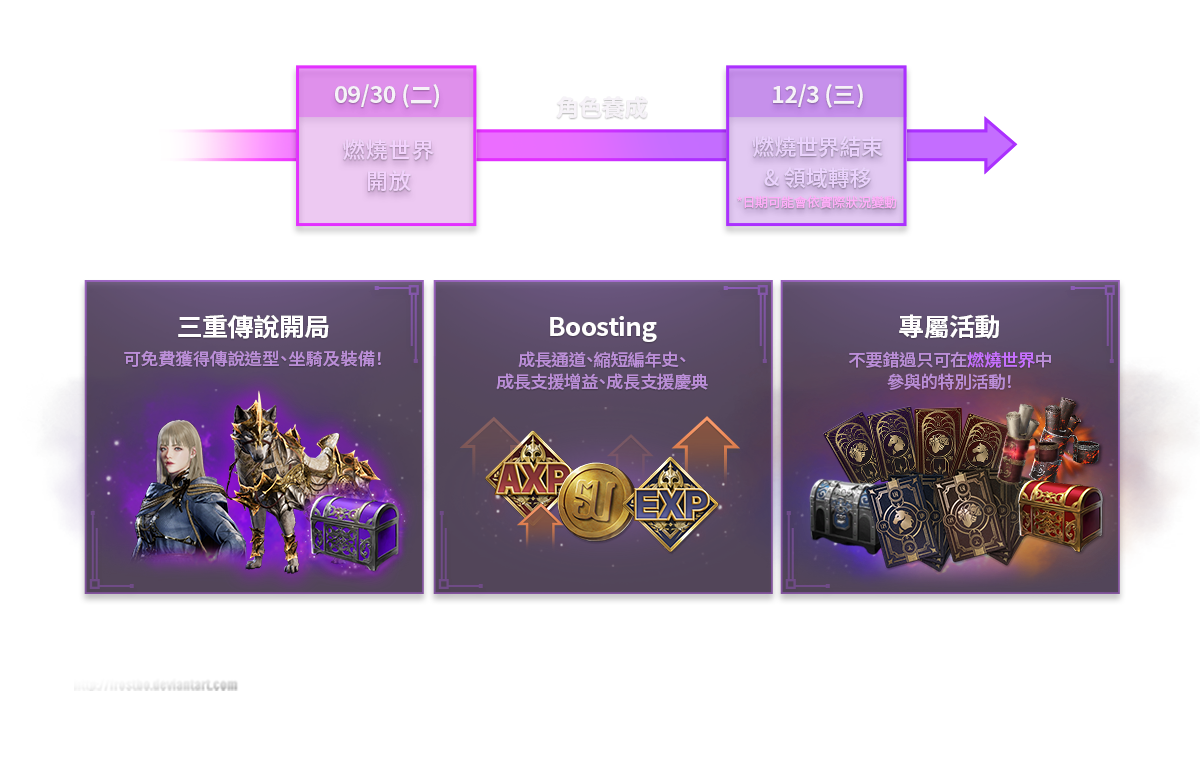 09/30 (二)
燃燒世界
開放
角色養成
12/3 (三)
燃燒世界結束
& 領域轉移
*日期可能會依實際狀況變動
三重傳說開局
可免費獲得傳說造型、坐騎及裝備!
Boosting
成長通道、縮短編年史、
成長支援增益、成長支援慶典
AXP
EXP
專屬活動
不要錯過只可在燃燒世界中
參與的特別活動!